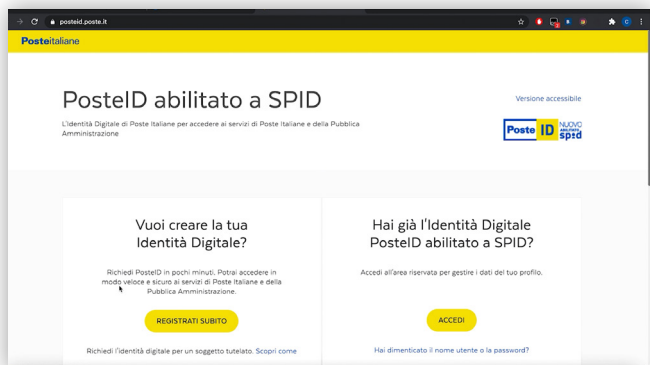 posteid.poste.it
Posteitaliane
PosteID abilitato a SPID
Versione accessibile
L'Identità Digitale di Poste Italiane per accedere ai servizi di Poste Italiane e della Pubblica
Amministrazione
Poste ID NUOVO
ABILITATO
spid
Vuoi creare la tua
Identità Digitale?
Richiedi PosteID in pochi minuti. Potrai accedere in
modo veloce e sicuro ai servizi di Poste Italiane e della
Pubblica Amministrazione.
REGISTRATI SUBITO
Richiedi l'identità digitale per un soggetto tutelato. Scopri come
Hai già l'Identità Digitale
PosteID abilitato a SPID?
Accedi all'area riservata per gestire i dati del tuo profilo.
ACCEDI
Hai dimenticato il nome utente o la password?